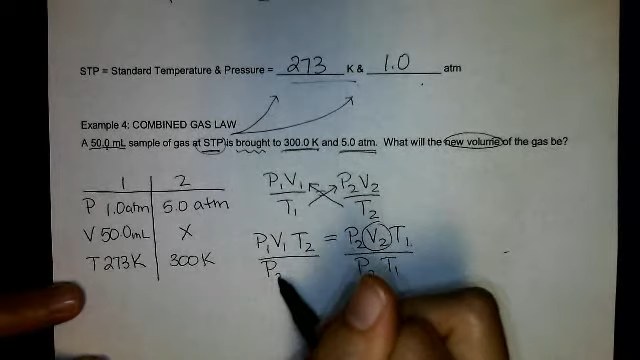 STP = Standard Temperature & Pressure = 273 K & 1.0 atm
Example 4: COMBINED GAS LAW
A 50.0 mL sample of gas at STP is brought to 300.0 K and 5.0 atm. What will the new volume of the gas be?
1 2
P 1.0atm 5.0 atm
V 50.0mL X
T 273K 300K
P₁V₁ P₂V₂
T₁ T₂
P₁V₁T₂ = P₂V₂T₁
P₂ P₂T₁